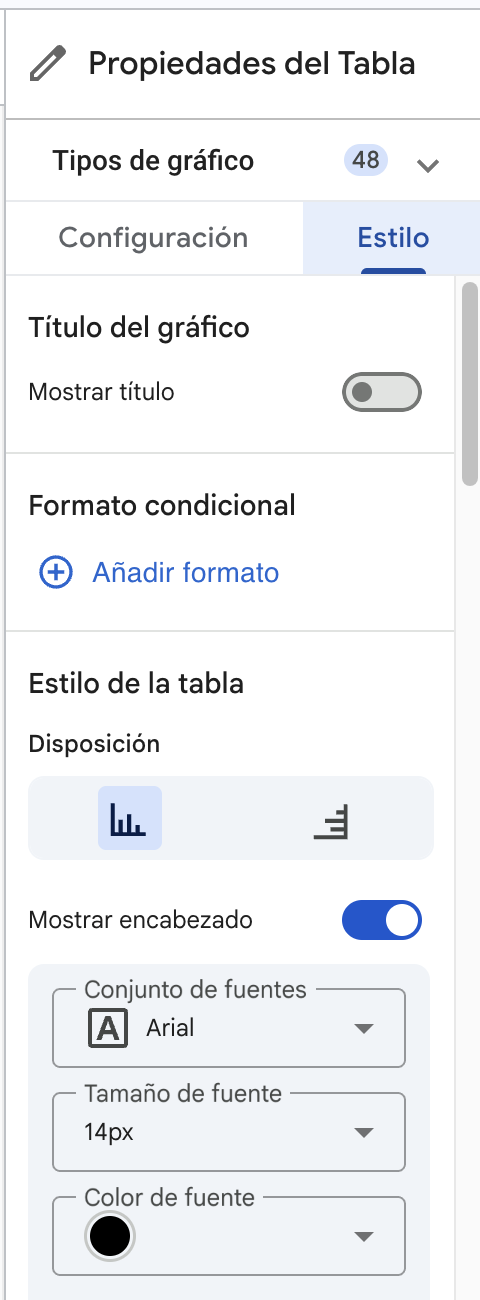 Propiedades del Tabla
Tipos de gráfico 48
Configuración Estilo
Título del gráfico
Mostrar título
Formato condicional
Añadir formato
Estilo de la tabla
Disposición
Mostrar encabezado
Conjunto de fuentes
A Arial
Tamaño de fuente
14px
Color de fuente